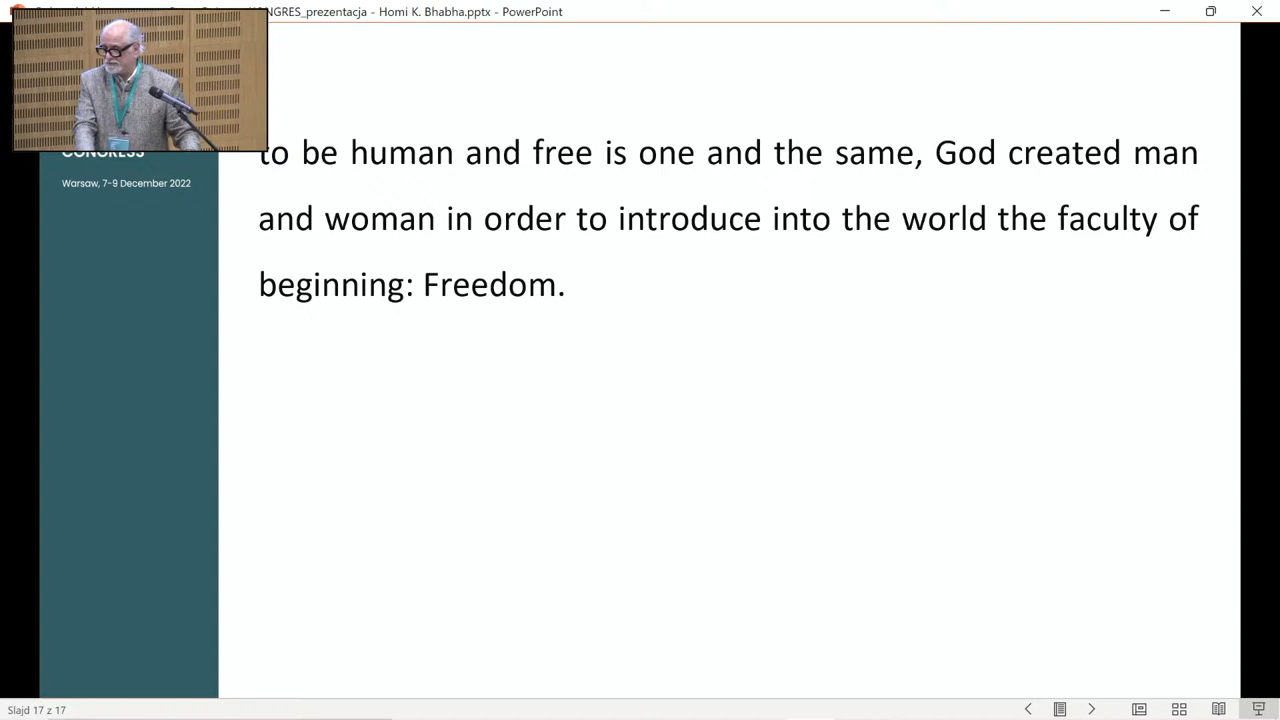 NGRES_prezentacja - Homi K. Bhabha.pptx - PowerPoint
CONGRESS
Warsaw, 7-9 December 2022
to be human and free is one and the same, God created man
and woman in order to introduce into the world the faculty of
beginning: Freedom.
Slajd 17 z 17